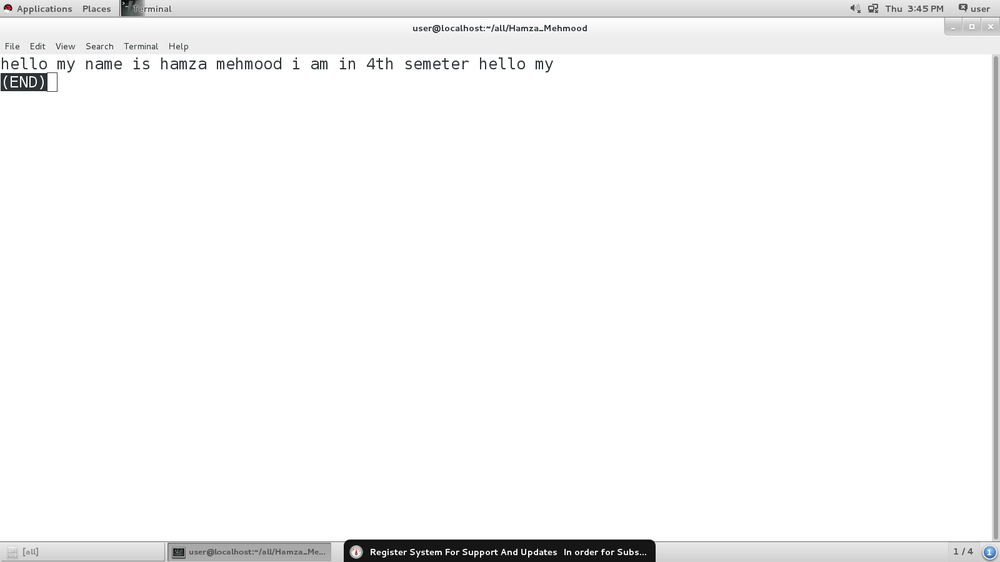 Applications Places Terminal Thu 3:45 PM user
user@localhost:~/all/Hamza_Mehmood
File Edit View Search Terminal Help
hello my name is hamza mehmood i am in 4th semeter hello my
(END)
[all] user@localhost:~/all/Hamza_Me... Register System For Support And Updates In order for Subs... 1 / 4 1